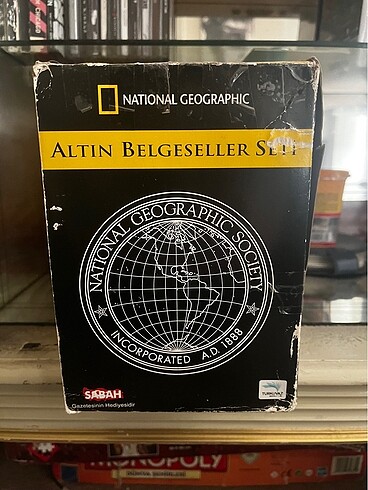 NATIONAL GEOGRAPHIC
ALTIN BELGESELLER SETİ
NATIONAL GEOGRAPHIC SOCIETY
INCORPORATED A.D. 1888
SABAH
Gazetesinin Hediyesidir
MONOPOLY